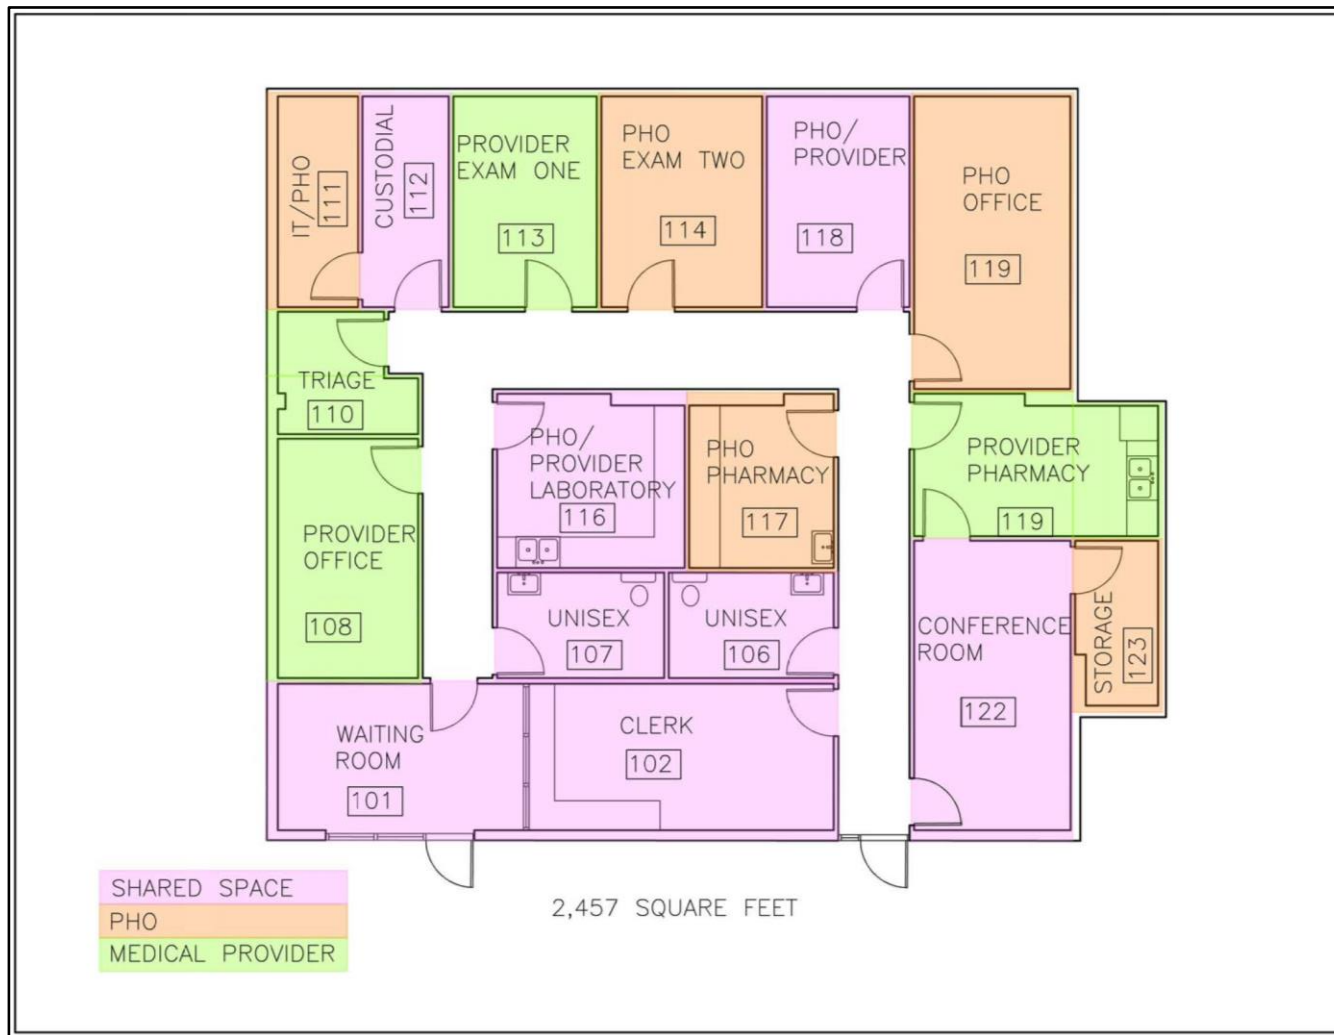 IT/PHO
111
CUSTODIAL
112
PROVIDER
EXAM ONE
113
PHO
EXAM TWO
114
PHO/
PROVIDER
118
PHO
OFFICE
119
TRIAGE
110
PHO/
PROVIDER
LABORATORY
116
PHO
PHARMACY
117
PROVIDER
PHARMACY
119
PROVIDER
OFFICE
108
UNISEX
107
UNISEX
106
CONFERENCE
ROOM
122
STORAGE
123
WAITING
ROOM
101
CLERK
102
SHARED SPACE
PHO
MEDICAL PROVIDER
2,457 SQUARE FEET